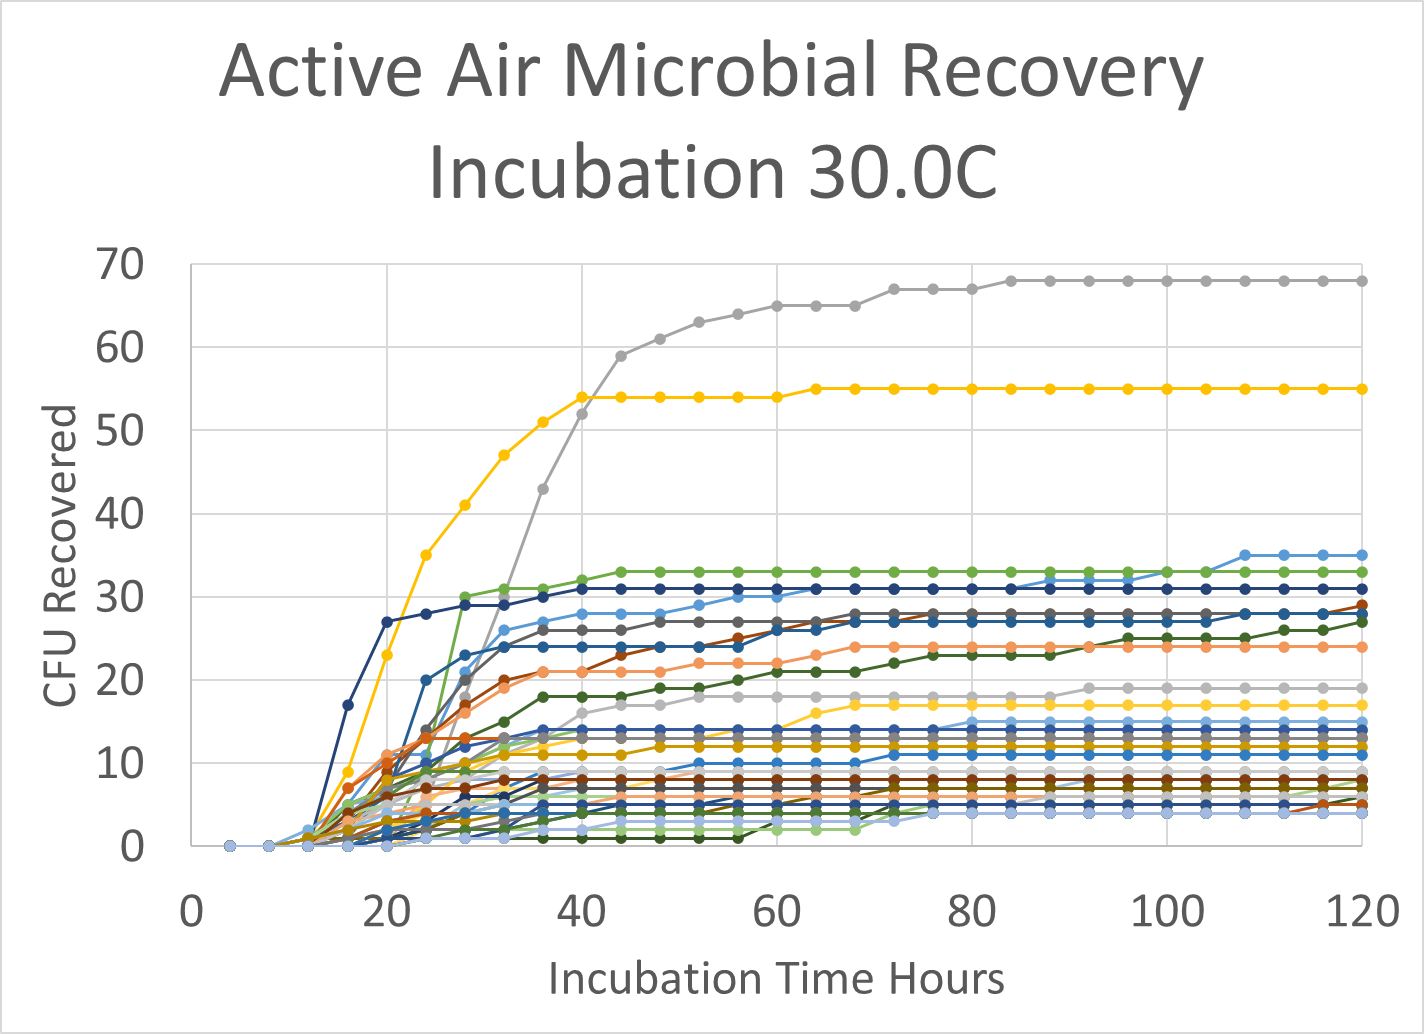 Active Air Microbial Recovery
Incubation 30.0C
70
60
50
40
30
20
10
0
CFU Recovered
0 20 40 60 80 100 120
Incubation Time Hours